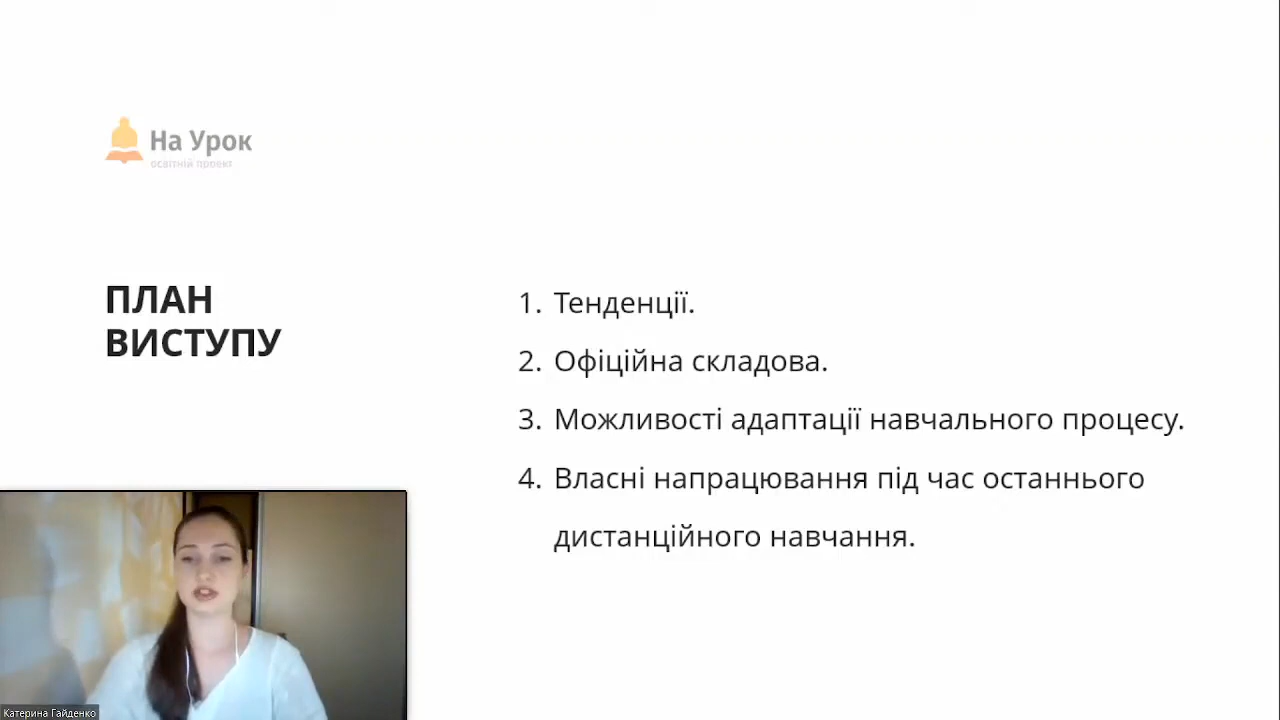 На Урок
освітній проект
ПЛАН
ВИСТУПУ
1. Тенденції.
2. Офіційна складова.
3. Можливості адаптації навчального процесу.
4. Власні напрацювання під час останнього
дистанційного навчання.
Катерина Гайденко